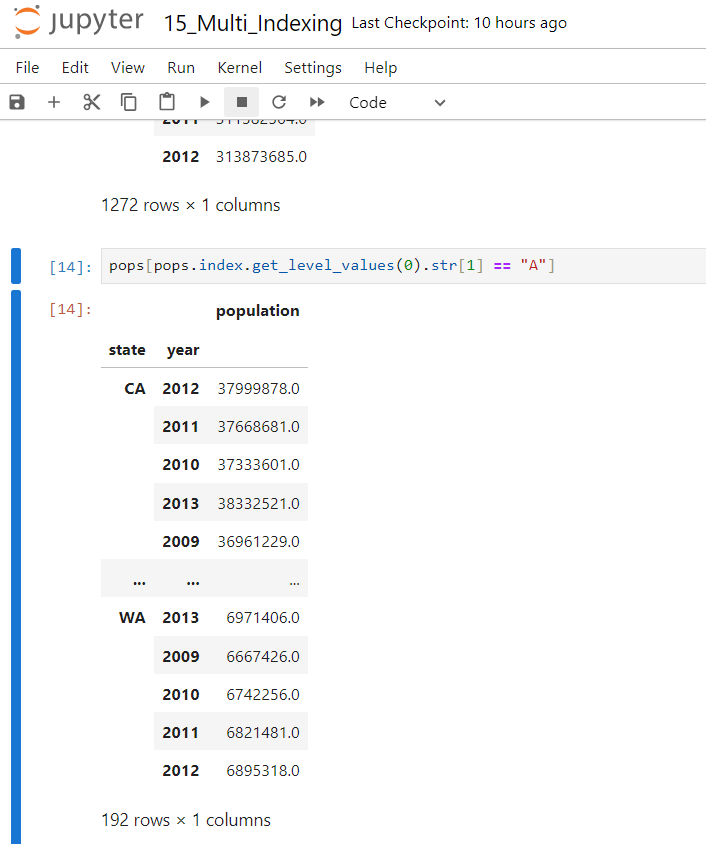 jupyter 15_Multi_Indexing Last Checkpoint: 10 hours ago
File Edit View Run Kernel Settings Help
Code
2011 311582564.0
2012 313873685.0
1272 rows × 1 columns
[14]: pops[pops.index.get_level_values(0).str[1] == "A"]
[14]: population
state year
CA 2012 37999878.0
2011 37668681.0
2010 37333601.0
2013 38332521.0
2009 36961229.0
... ... ...
WA 2013 6971406.0
2009 6667426.0
2010 6742256.0
2011 6821481.0
2012 6895318.0
192 rows × 1 columns